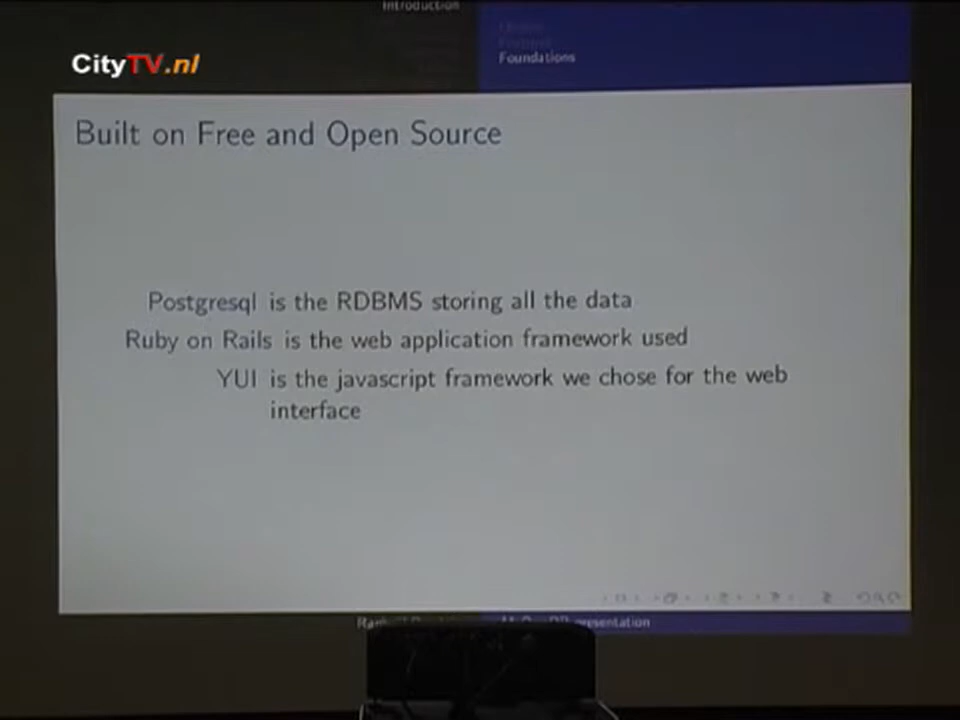 Introduction
Foundations
CityTV.nl
Built on Free and Open Source
Postgresql is the RDBMS storing all the data
Ruby on Rails is the web application framework used
YUI is the javascript framework we chose for the web
interface